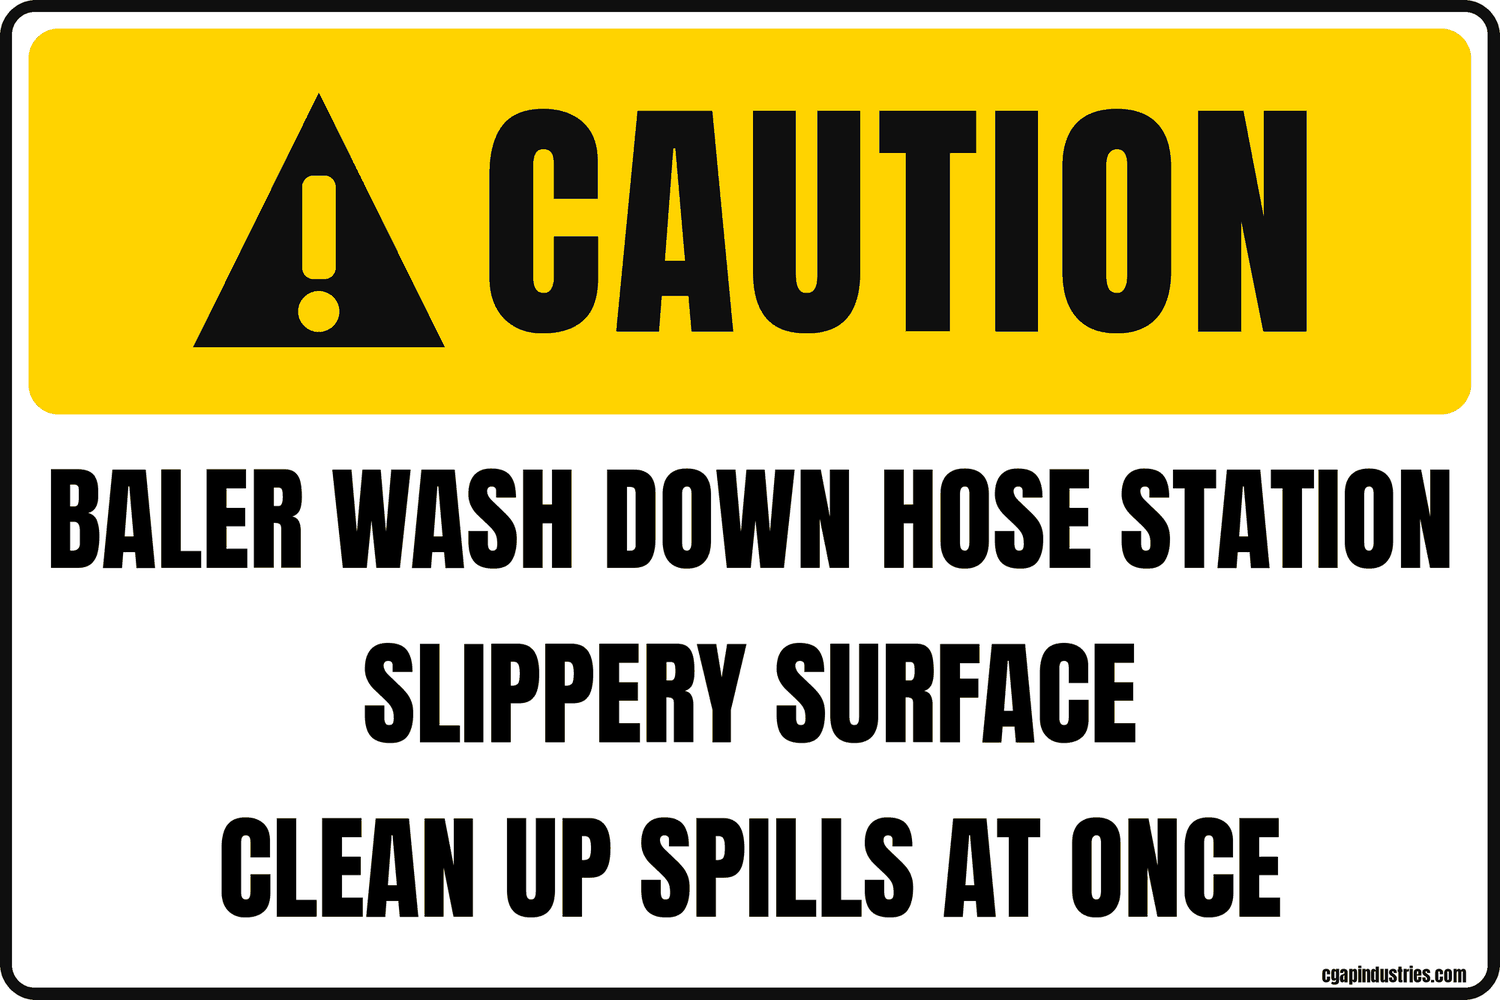 CAUTION
BALER WASH DOWN HOSE STATION
SLIPPERY SURFACE
CLEAN UP SPILLS AT ONCE
cgapindustries.com